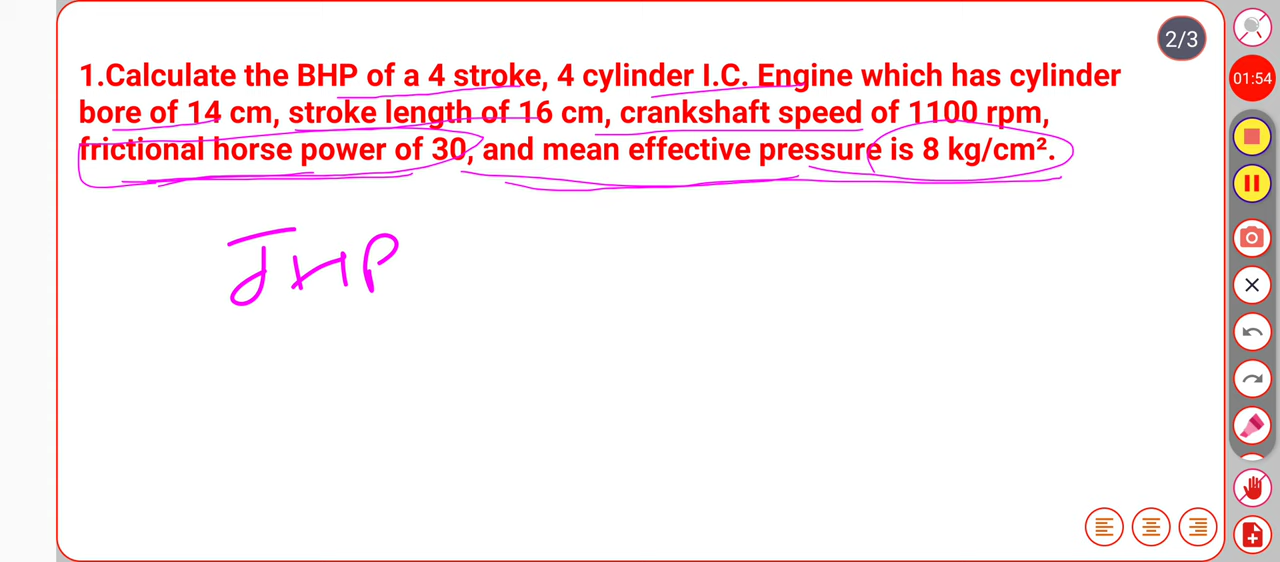 2/3
1.Calculate the BHP of a 4 stroke, 4 cylinder I.C. Engine which has cylinder
01:54
bore of 14 cm, stroke length of 16 cm, crankshaft speed of 1100 rpm,
frictional horse power of 30, and mean effective pressure is 8 kg/cm².
IHP